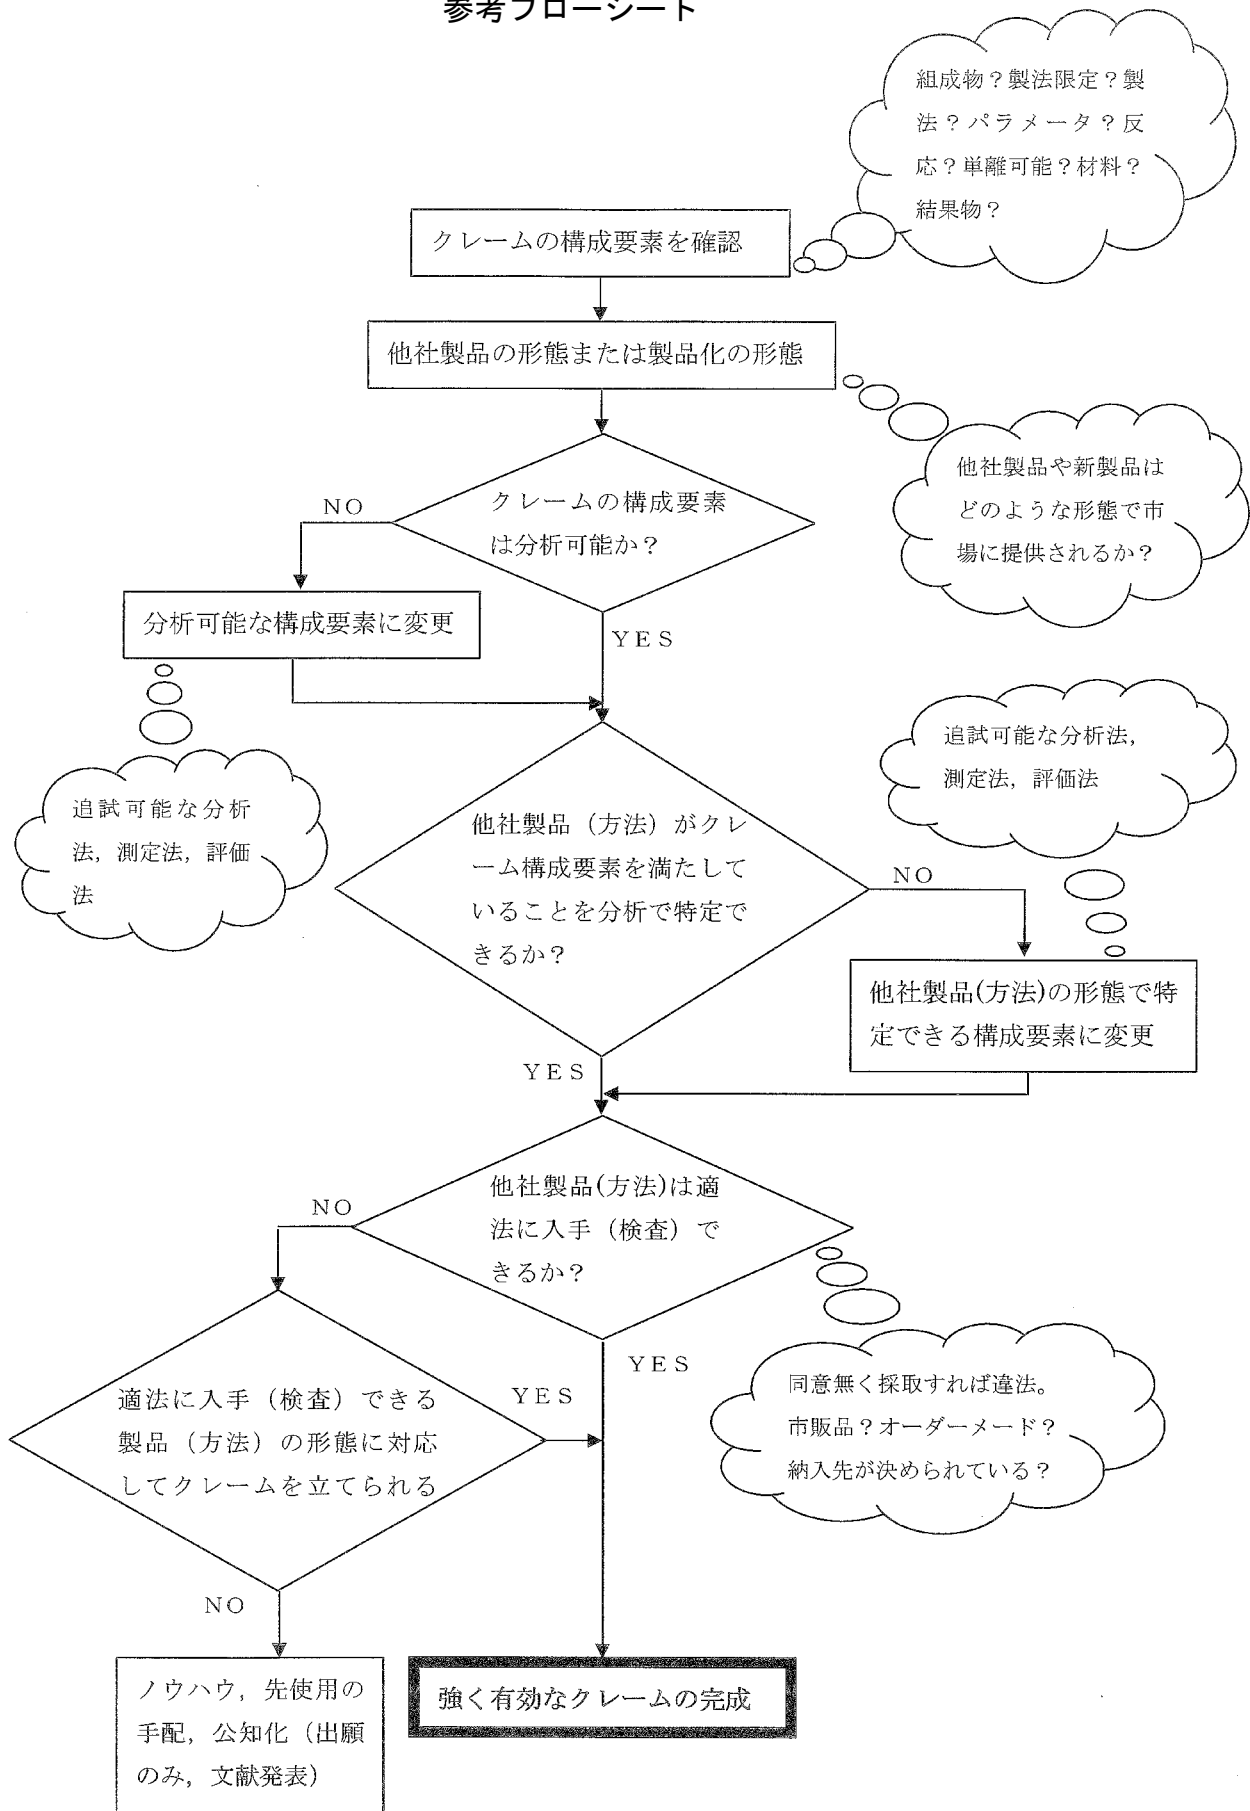 参考フローシート
組成物？製法限定？製
法？パラメータ？反
応？単離可能？材料？
結果物？
クレームの構成要素を確認
他社製品の形態または製品化の形態
他社製品や新製品は
どのような形態で市
場に提供されるか？
クレームの構成要素
は分析可能か？
NO
分析可能な構成要素に変更
YES
追試可能な分析
法，測定法，評価
法
追試可能な分析法，
測定法，評価法
他社製品（方法）がクレ
ーム構成要素を満たして
いることを分析で特定で
きるか？
NO
他社製品(方法)の形態で特
定できる構成要素に変更
YES
他社製品(方法)は適
法に入手（検査）で
きるか？
NO
YES
同意無く採取すれば違法。
市販品？オーダーメード？
納入先が決められている？
適法に入手（検査）できる
製品（方法）の形態に対応
してクレームを立てられる
YES
NO
ノウハウ，先使用の
手配，公知化（出願
のみ，文献発表）
強く有効なクレームの完成